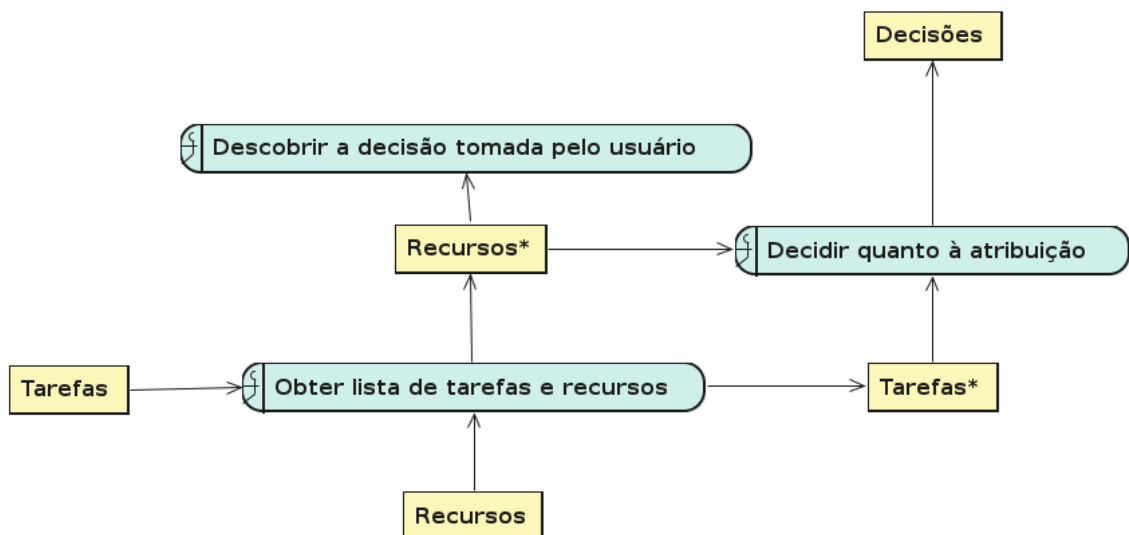 Decisões
Descobrir a decisão tomada pelo usuário
Recursos*
Decidir quanto à atribuição
Tarefas
Obter lista de tarefas e recursos
Tarefas*
Recursos